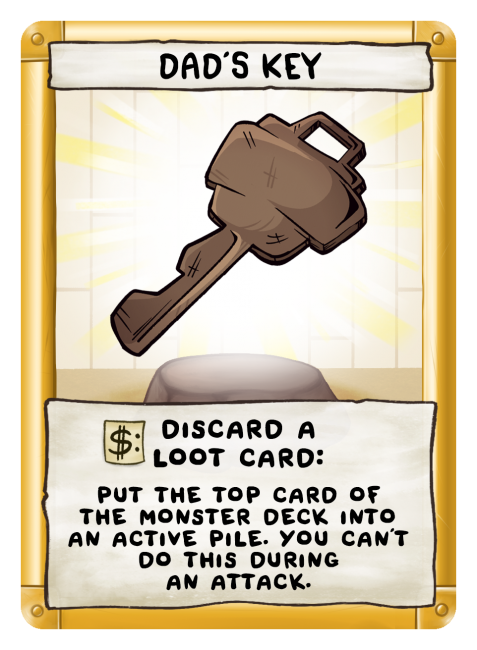 DAD'S KEY
$: DISCARD A
LOOT CARD:
PUT THE TOP CARD OF
THE MONSTER DECK INTO
AN ACTIVE PILE. YOU CAN'T
DO THIS DURING
AN ATTACK.